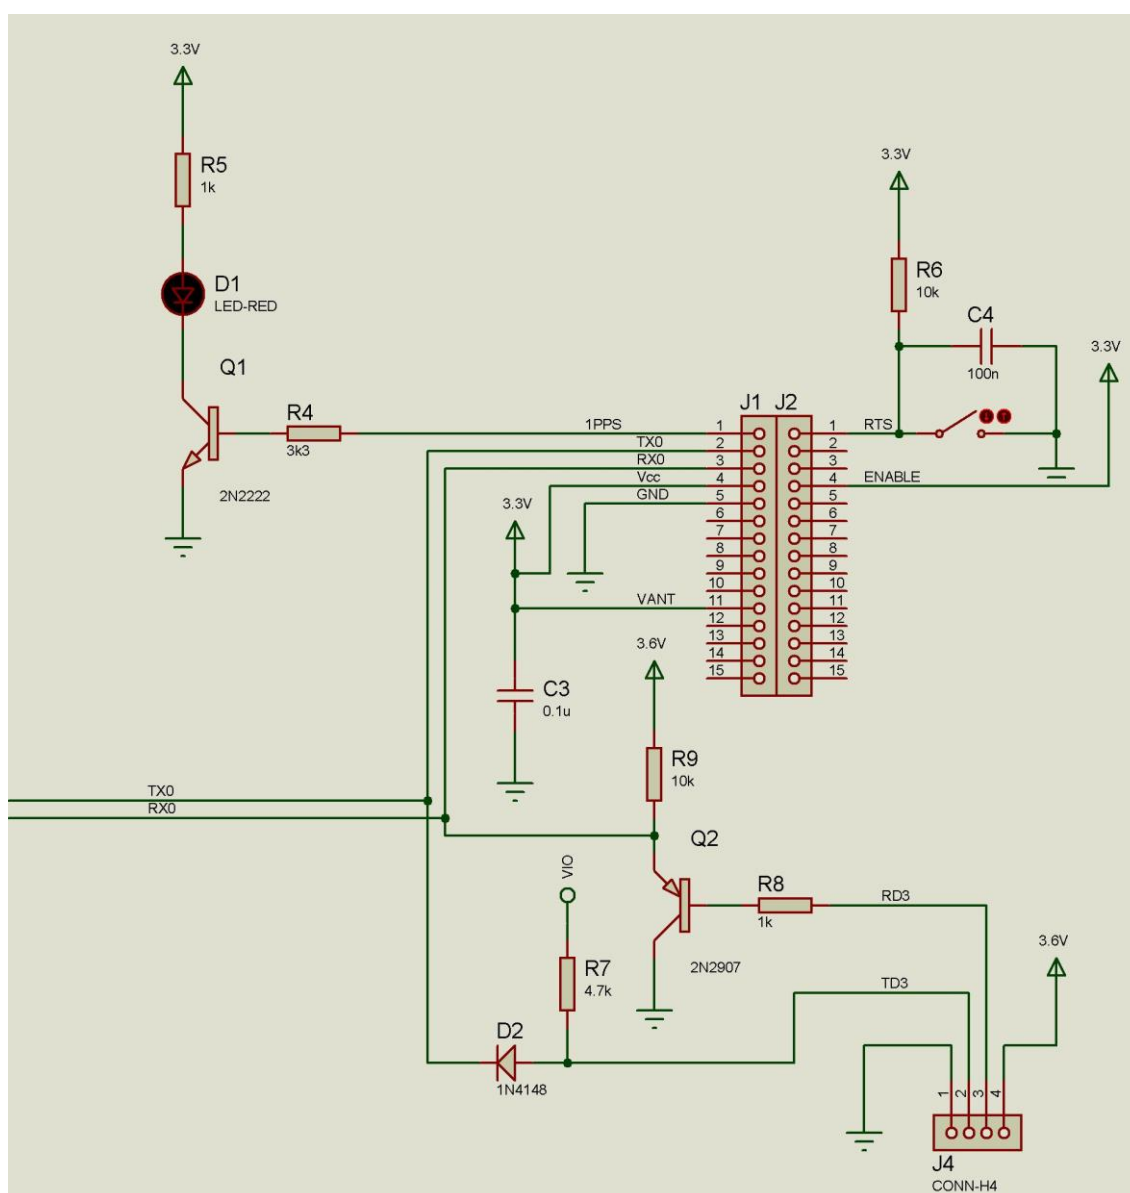 3.3V
R5
1k
D1
LED-RED
Q1
2N2222
R4
3k3
1PPS
TX0
RX0
Vcc
GND
3.3V
VANT
C3
0.1u
J1 J2
1
2
3
4
5
6
7
8
9
10
11
12
13
14
15
1
2
3
4
5
6
7
8
9
10
11
12
13
14
15
RTS
ENABLE
3.3V
R6
10k
C4
100n
3.3V
3.6V
R9
10k
Q2
2N2907
R8
1k
RD3
TX0
RX0
VIO
R7
4.7k
D2
1N4148
TD3
3.6V
1
2
3
4
J4
CONN-H4